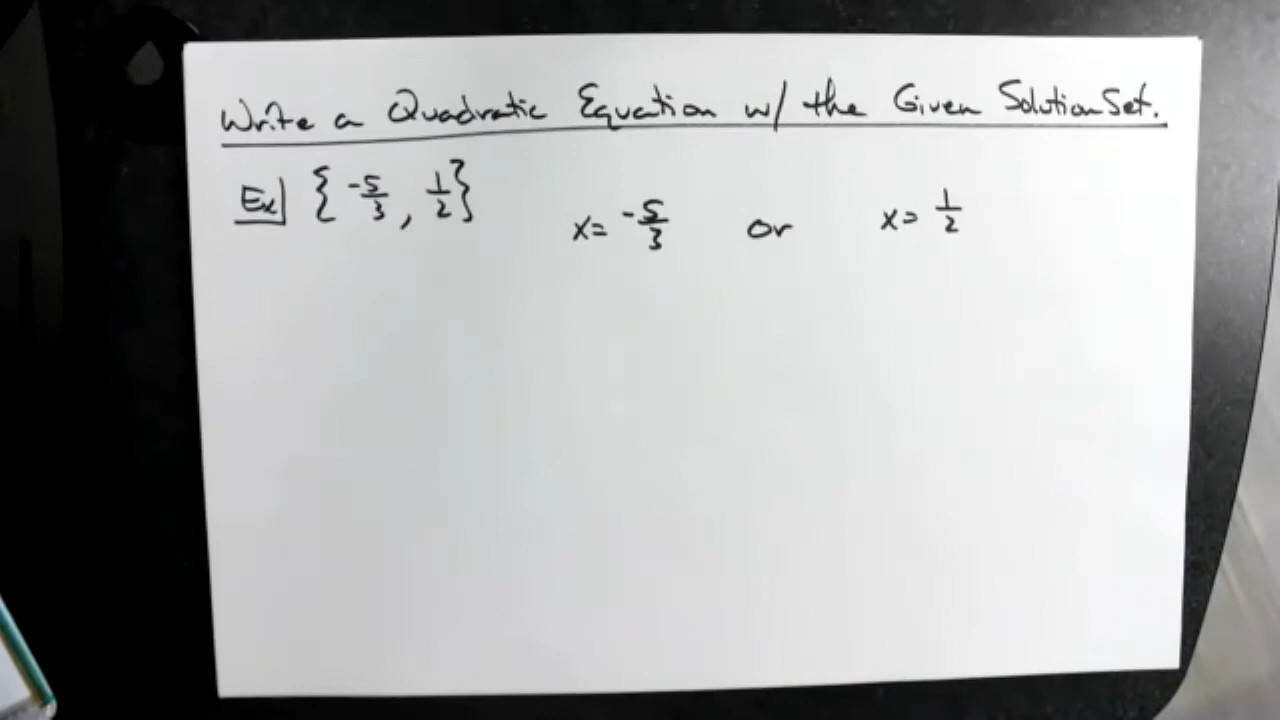 Write a Quadratic Equation w/ the Given Solution Set.
Ex {-5/3, 1/2} x = -5/3 or x = 1/2